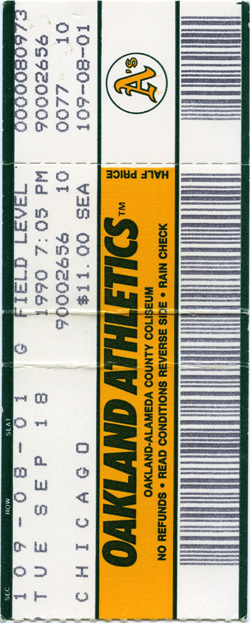 SEC ROW SEAT
109-08-01 G FIELD LEVEL
TUE SEP 18 1990 7:05 PM
90002656 10
CHICAGO $11.00 SEA
0000080973
90002656
0077 10
109-08-01
A's
HALF PRICE
OAKLAND ATHLETICS™
OAKLAND-ALAMEDA COUNTY COLISEUM
NO REFUNDS • READ CONDITIONS REVERSE SIDE • RAIN CHECK